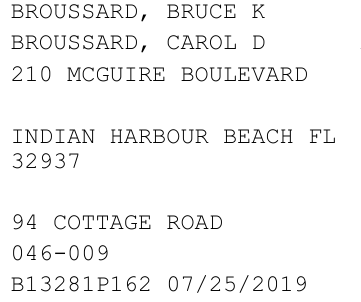 BROUSSARD, BRUCE K
BROUSSARD, CAROL D
210 MCGUIRE BOULEVARD
INDIAN HARBOUR BEACH FL
32937
94 COTTAGE ROAD
046-009
B13281P162 07/25/2019